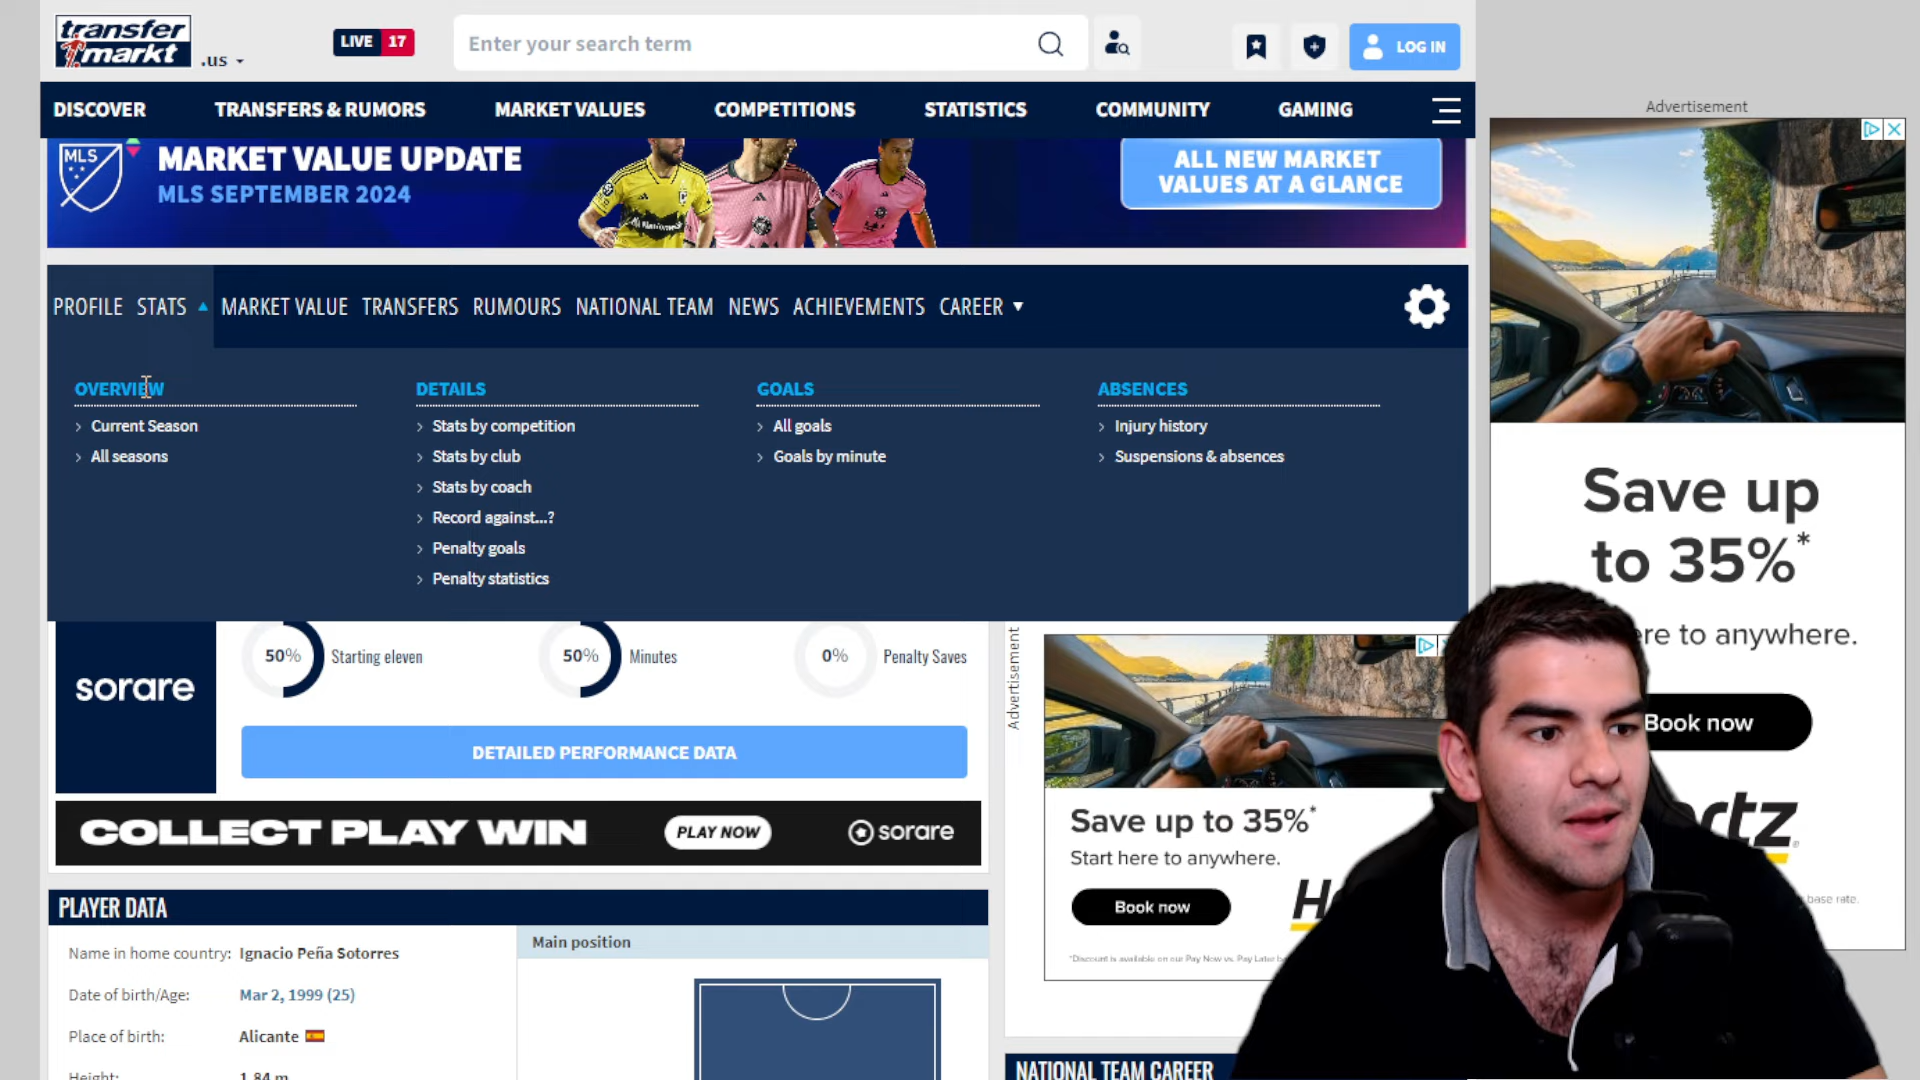 transfer
markt
.us
LIVE 17
Enter your search term
LOG IN
DISCOVER TRANSFERS & RUMORS MARKET VALUES COMPETITIONS STATISTICS COMMUNITY GAMING
MLS
MARKET VALUE UPDATE
MLS SEPTEMBER 2024
ALL NEW MARKET
VALUES AT A GLANCE
PROFILE STATS MARKET VALUE TRANSFERS RUMOURS NATIONAL TEAM NEWS ACHIEVEMENTS CAREER
OVERVIEW
Current Season
All seasons
DETAILS
Stats by competition
Stats by club
Stats by coach
Record against...?
Penalty goals
Penalty statistics
GOALS
All goals
Goals by minute
ABSENCES
Injury history
Suspensions & absences
sorare
50% Starting eleven
50% Minutes
0% Penalty Saves
DETAILED PERFORMANCE DATA
COLLECT PLAY WIN PLAY NOW sorare
PLAYER DATA
Name in home country: Ignacio Peña Sotorres
Date of birth/Age: Mar 2, 1999 (25)
Place of birth: Alicante
Height: 1,84 m
Main position
Advertisement
Save up to 35%*
Start here to anywhere.
Book now
H
NATIONAL TEAM CAREER
Advertisement
Save up
to 35%*
re to anywhere.
Book now
rtz
base rate.